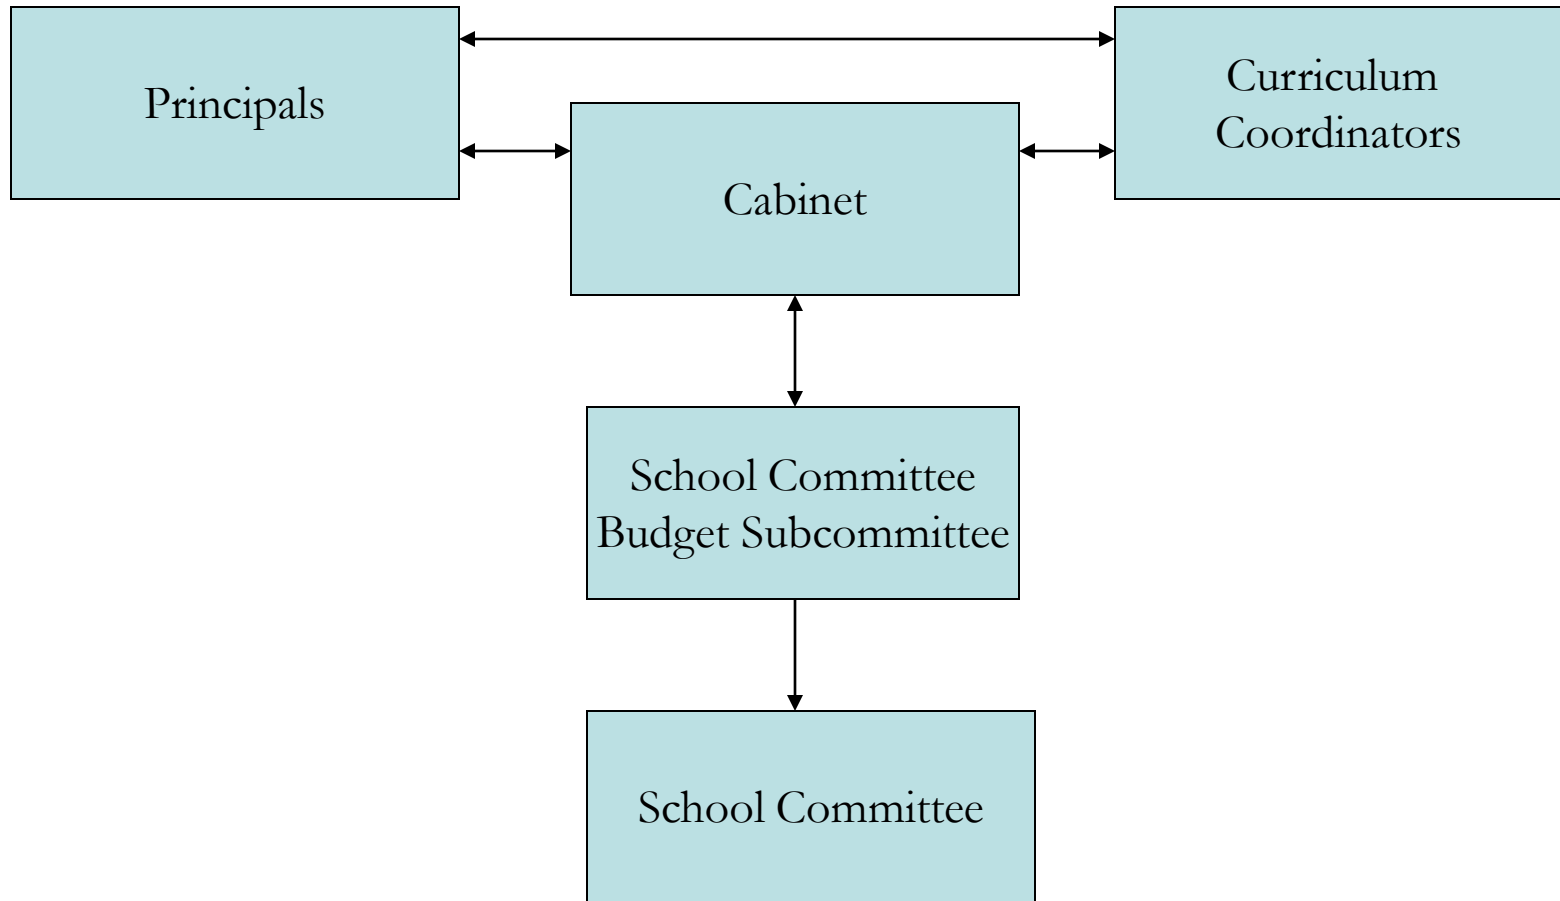 Principals
Curriculum
Coordinators
Cabinet
School Committee
Budget Subcommittee
School Committee